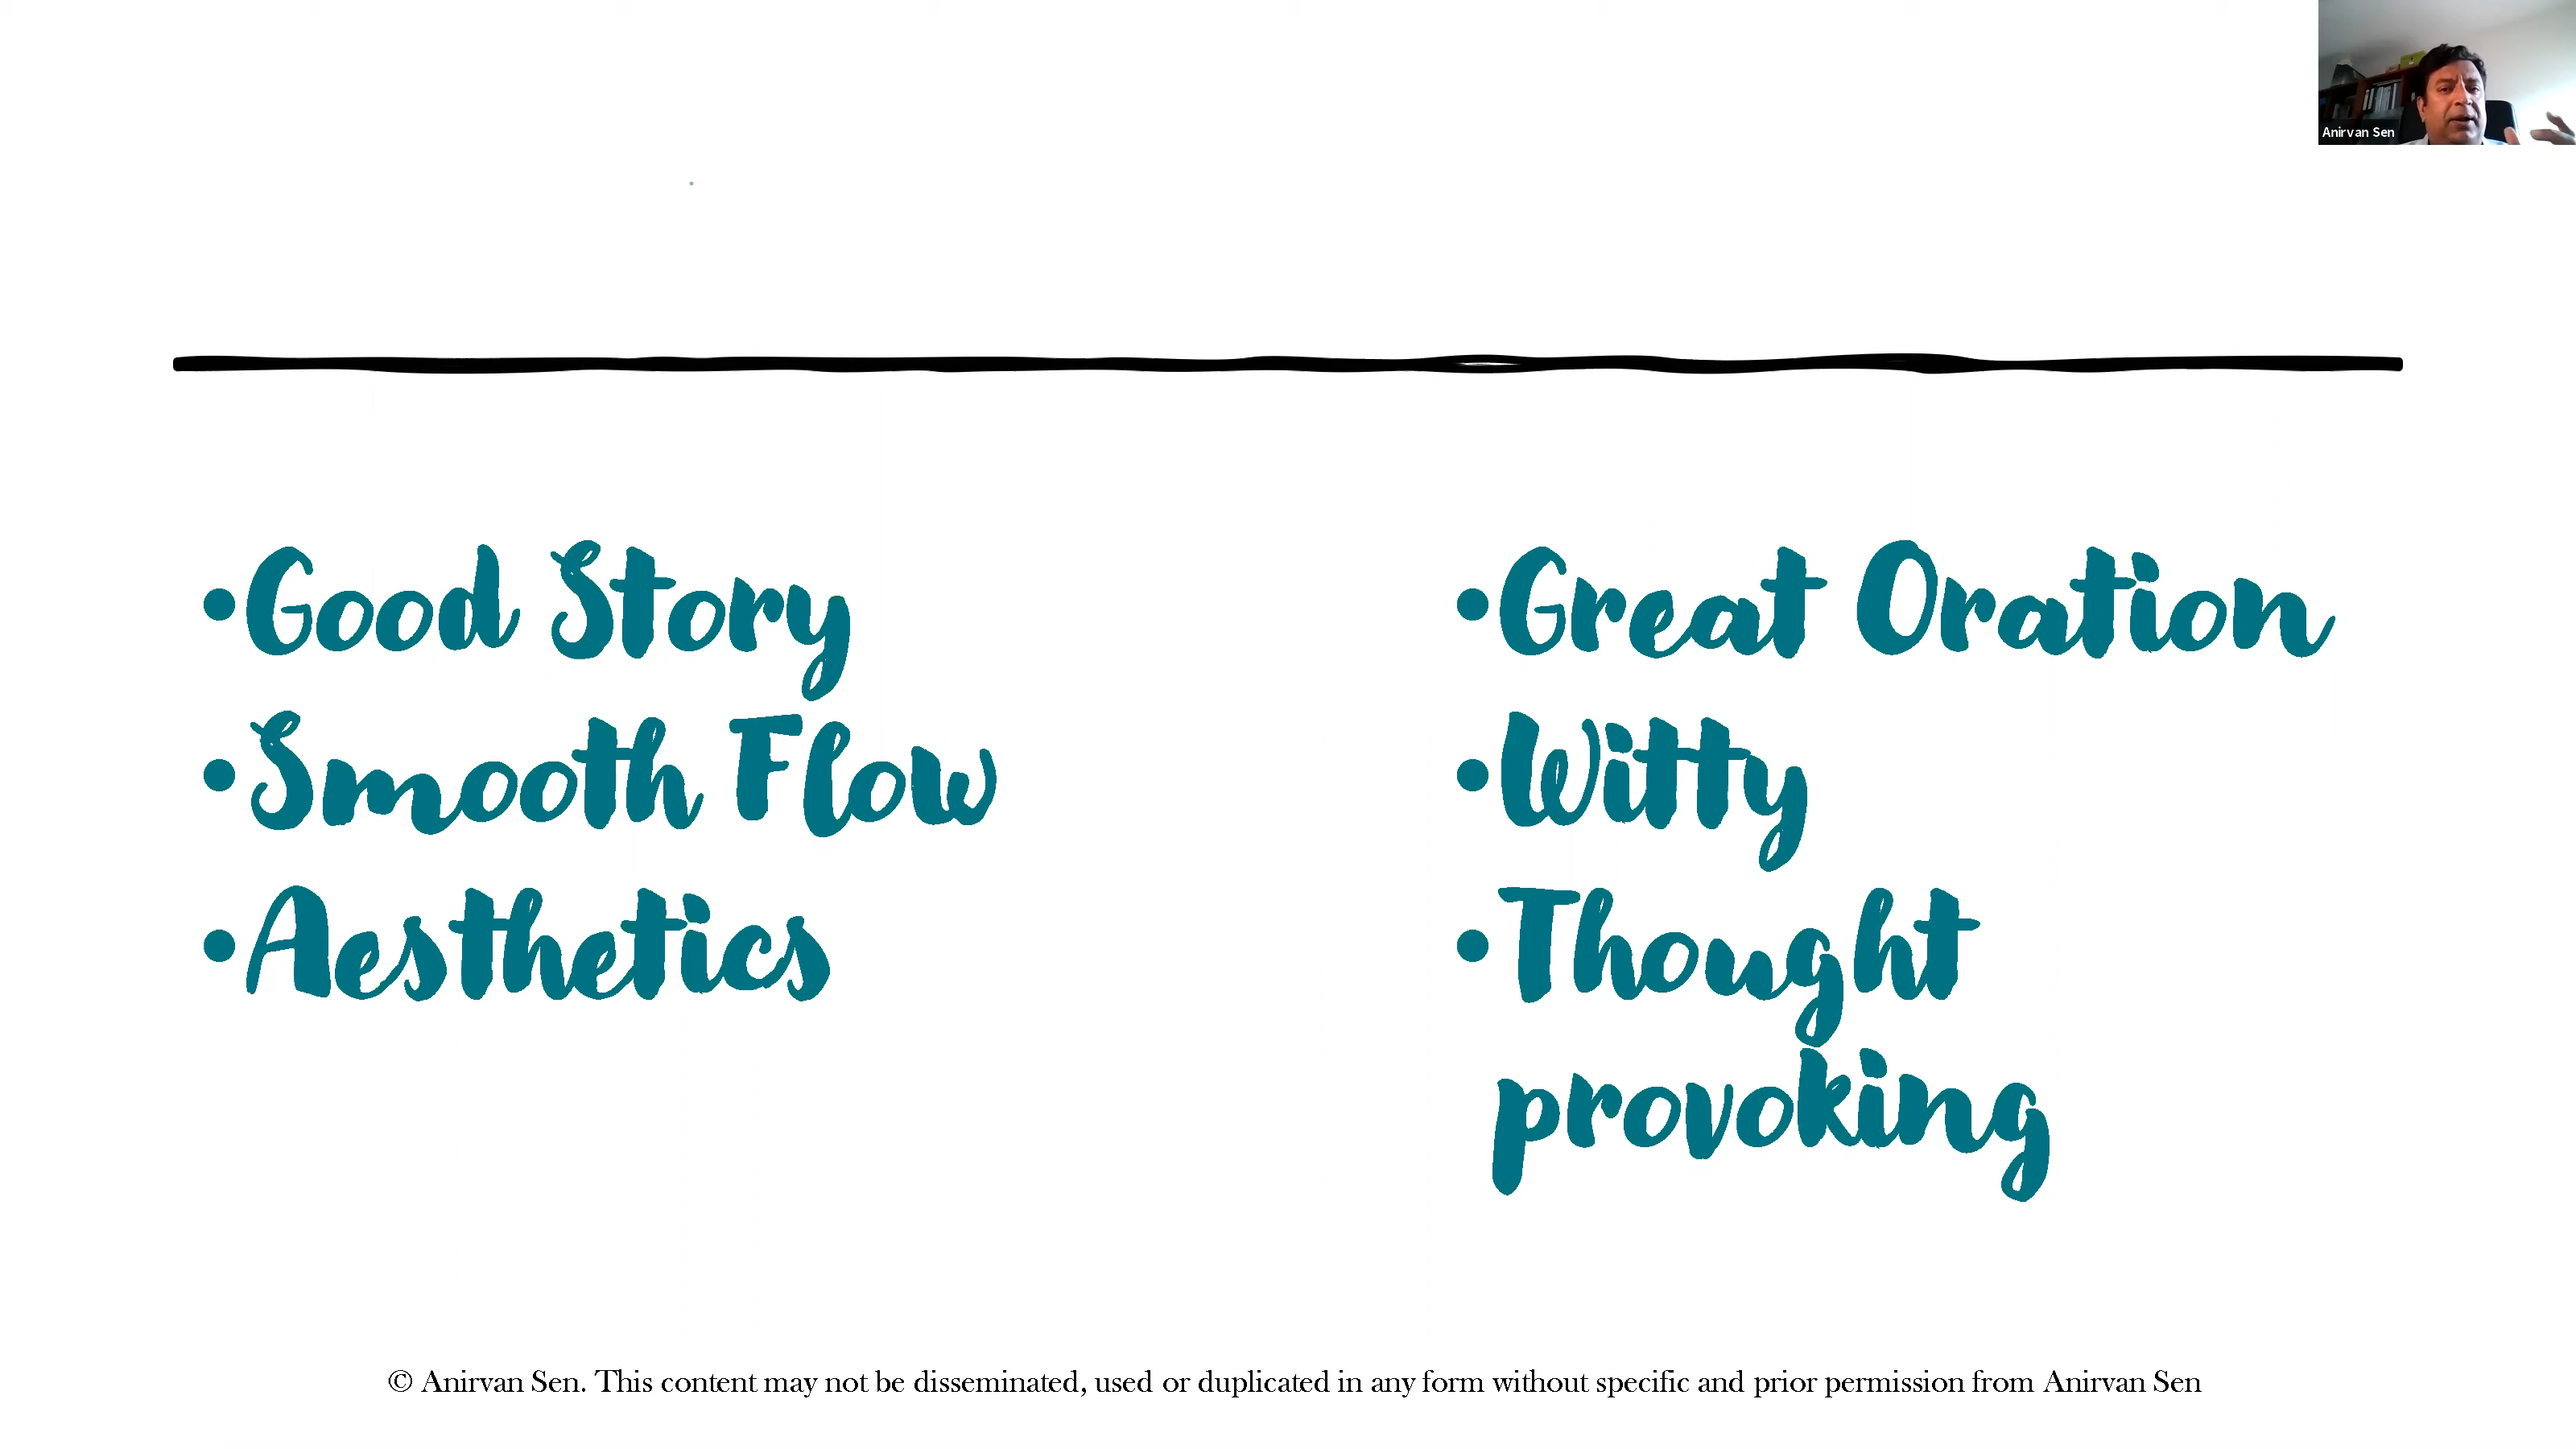 Anirvan Sen
•Good Story
•Smooth Flow
•Aesthetics
•Great Oration
•Witty
•Thought
provoking
© Anirvan Sen. This content may not be disseminated, used or duplicated in any form without specific and prior permission from Anirvan Sen